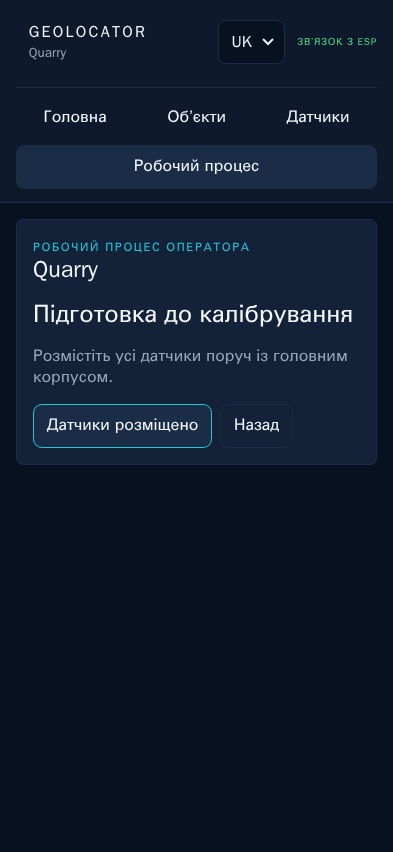 GEOLOCATOR
Quarry
UK
ЗВ'ЯЗОК З ESP
Головна
Об'єкти
Датчики
Робочий процес
РОБОЧИЙ ПРОЦЕС ОПЕРАТОРА
Quarry
Підготовка до калібрування
Розмістіть усі датчики поруч із головним
корпусом.
Датчики розміщено
Назад